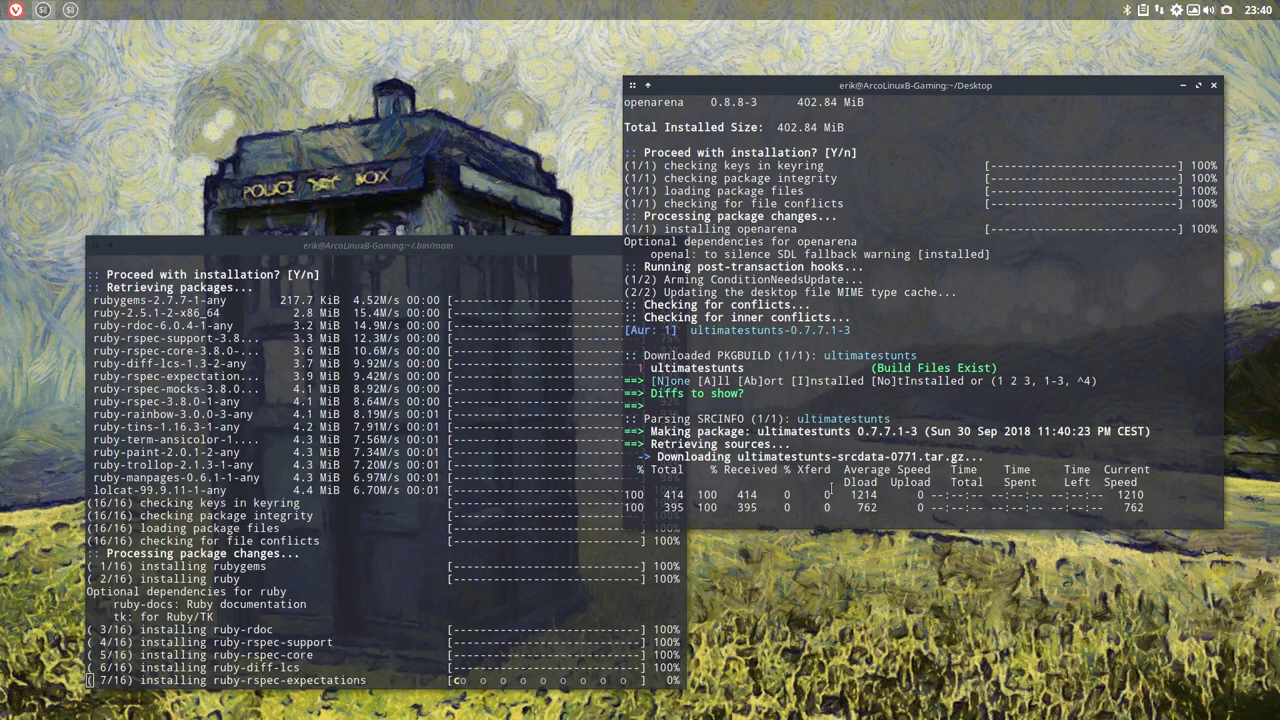 23:40
POLICE BOX
erik@ArcoLinuxB-Gaming:~/Desktop
openarena 0.8.8-3 402.84 MiB
Total Installed Size: 402.84 MiB
:: Proceed with installation? [Y/n]
(1/1) checking keys in keyring [----------------------------] 100%
(1/1) checking package integrity [----------------------------] 100%
(1/1) loading package files [----------------------------] 100%
(1/1) checking for file conflicts [----------------------------] 100%
:: Processing package changes...
(1/1) installing openarena [----------------------------] 100%
Optional dependencies for openarena
openal: to silence SDL fallback warning [installed]
:: Running post-transaction hooks...
(1/2) Arming ConditionNeedsUpdate...
(2/2) Updating the desktop file MIME type cache...
:: Checking for conflicts...
:: Checking for inner conflicts...
[Aur: 1] ultimatestunts-0.7.7.1-3
:: Downloaded PKGBUILD (1/1): ultimatestunts
1 ultimatestunts (Build Files Exist)
==> [N]one [A]ll [Ab]ort [I]nstalled [No]tInstalled or (1 2 3, 1-3, ^4)
==> Diffs to show?
==>
:: Parsing SRCINFO (1/1): ultimatestunts
==> Making package: ultimatestunts 0.7.7.1-3 (Sun 30 Sep 2018 11:40:23 PM CEST)
==> Retrieving sources...
-> Downloading ultimatestunts-srcdata-0771.tar.gz...
% Total % Received % Xferd Average Speed Time Time Time Current
Dload Upload Total Spent Left Speed
100 414 100 414 0 0 1214 0 --:--:-- --:--:-- --:--:-- 1210
100 395 100 395 0 0 762 0 --:--:-- --:--:-- --:--:-- 762
erik@ArcoLinuxB-Gaming:~/.bin/main
:: Proceed with installation? [Y/n]
:: Retrieving packages...
rubygems-2.7.7-1-any 217.7 KiB 4.52M/s 00:00 [----------------------------
ruby-2.5.1-2-x86_64 2.8 MiB 15.4M/s 00:00 [----------------------------
ruby-rdoc-6.0.4-1-any 3.2 MiB 14.9M/s 00:00 [----------------------------
ruby-rspec-support-3.8... 3.3 MiB 12.3M/s 00:00 [----------------------------
ruby-rspec-core-3.8.0-... 3.6 MiB 10.6M/s 00:00 [----------------------------
ruby-diff-lcs-1.3-2-any 3.7 MiB 9.92M/s 00:00 [----------------------------
ruby-rspec-expectation... 3.9 MiB 9.42M/s 00:00 [----------------------------
ruby-rspec-mocks-3.8.0... 4.1 MiB 8.92M/s 00:00 [----------------------------
ruby-rspec-3.8.0-1-any 4.1 MiB 8.64M/s 00:00 [----------------------------
ruby-rainbow-3.0.0-3-any 4.1 MiB 8.19M/s 00:01 [----------------------------
ruby-tins-1.16.3-1-any 4.2 MiB 7.91M/s 00:01 [----------------------------
ruby-term-ansicolor-1.... 4.3 MiB 7.56M/s 00:01 [----------------------------
ruby-paint-2.0.1-2-any 4.3 MiB 7.34M/s 00:01 [----------------------------
ruby-trollop-2.1.3-1-any 4.3 MiB 7.20M/s 00:01 [----------------------------
ruby-manpages-0.6.1-1-any 4.3 MiB 6.97M/s 00:01 [----------------------------
lolcat-99.9.11-1-any 4.4 MiB 6.70M/s 00:01 [----------------------------
(16/16) checking keys in keyring [----------------------------
(16/16) checking package integrity [----------------------------
(16/16) loading package files [----------------------------
(16/16) checking for file conflicts [----------------------------] 100%
:: Processing package changes...
( 1/16) installing rubygems [----------------------------] 100%
( 2/16) installing ruby [----------------------------] 100%
Optional dependencies for ruby
ruby-docs: Ruby documentation
tk: for Ruby/TK
( 3/16) installing ruby-rdoc [----------------------------] 100%
( 4/16) installing ruby-rspec-support [----------------------------] 100%
( 5/16) installing ruby-rspec-core [----------------------------] 100%
( 6/16) installing ruby-diff-lcs [----------------------------] 100%
( 7/16) installing ruby-rspec-expectations [co o o o o o o o o o ] 0%